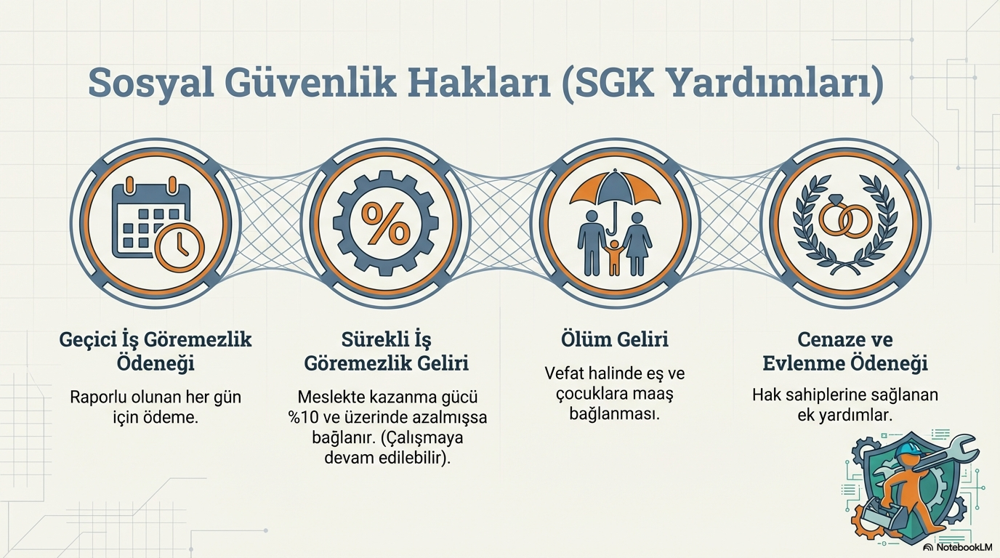 Sosyal Güvenlik Hakları (SGK Yardımları)
Geçici İş Göremezlik
Ödeneği
Raporlu olunan her gün
için ödeme.
Sürekli İş
Göremezlik Geliri
Meslekte kazanma gücü
%10 ve üzerinde azalmışsa
bağlanır. (Çalışmaya
devam edilebilir).
Ölüm Geliri
Vefat halinde eş ve
çocuklara maaş
bağlanması.
Cenaze ve
Evlenme Ödeneği
Hak sahiplerine sağlanan
ek yardımlar.
%
NotebookLM